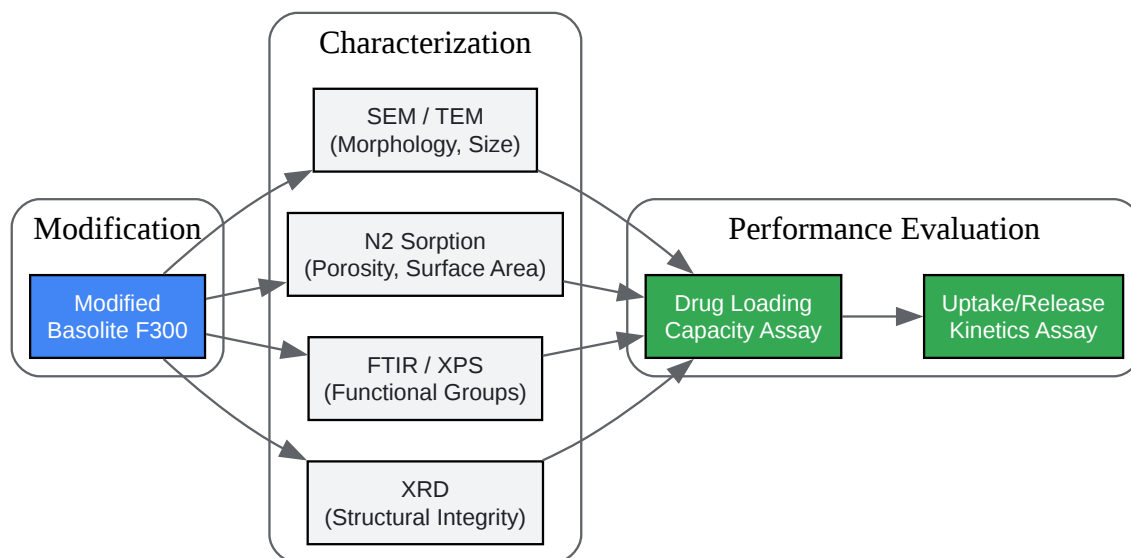 Modification
Modified
Basolite F300
Characterization
SEM / TEM
(Morphology, Size)
N2 Sorption
(Porosity, Surface Area)
FTIR / XPS
(Functional Groups)
XRD
(Structural Integrity)
Performance Evaluation
Drug Loading
Capacity Assay
Uptake/Release
Kinetics Assay